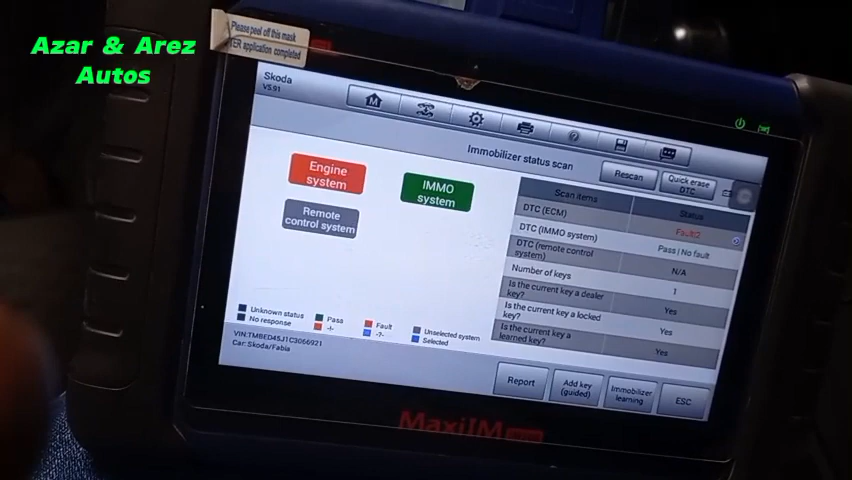 Azar & Arez
Autos
Please peel off this mask
TER application completed
Skoda
V5.91
M
?
Immobilizer status scan
Rescan
Quick erase
DTC
Engine
system
IMMO
system
Remote
control system
Scan items
Status
DTC (ECM)
Fault|2
DTC (IMMO system)
Pass | No fault
DTC (remote control
system)
N/A
Number of keys
1
Is the current key a dealer
key?
Yes
Is the current key a locked
key?
Yes
Is the current key a
learned key?
Yes
Unknown status
Pass
Fault
Unselected system
No response
-!-
-?-
Selected
VIN:TMBED45J1C3066921
Car:Skoda/Fabia
Report
Add key
(guided)
Immobilizer
learning
ESC
MaxiIM